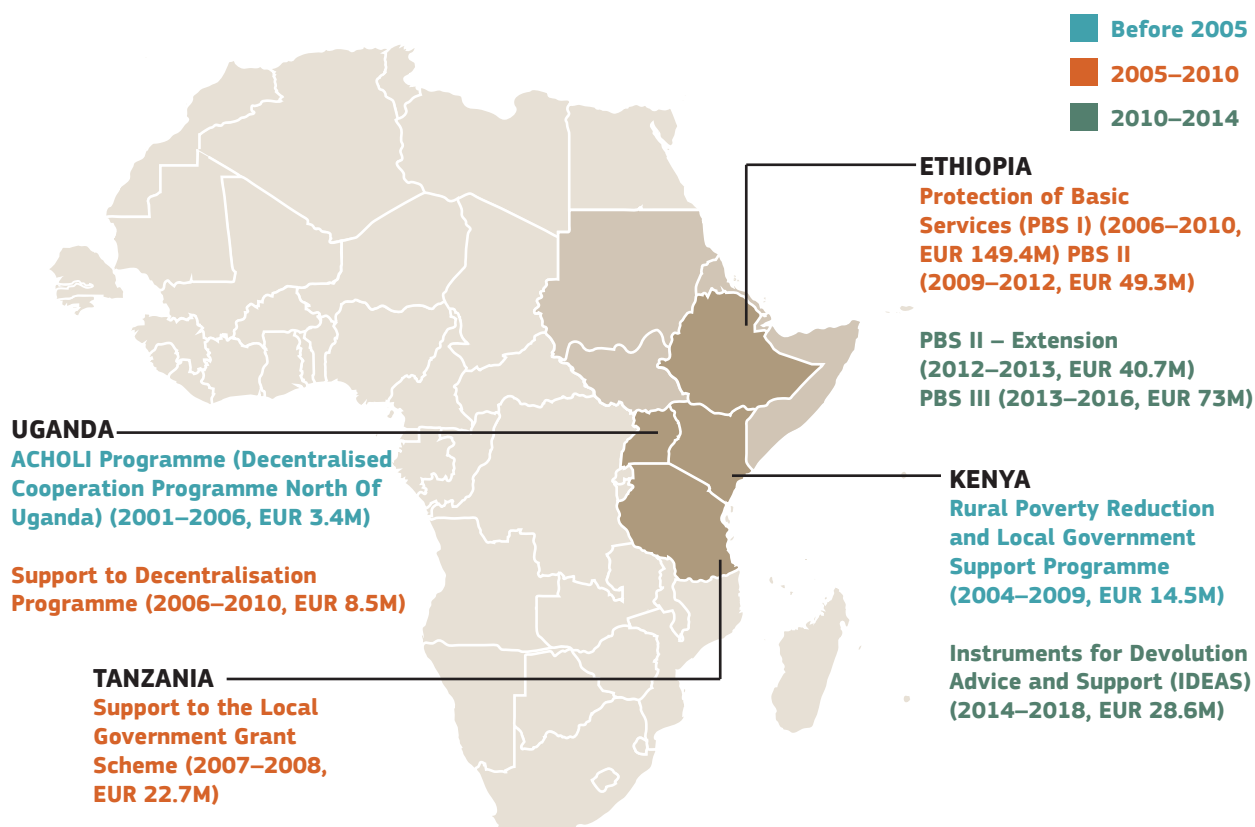 Before 2005
2005–2010
2010–2014
ETHIOPIA
Protection of Basic
Services (PBS I) (2006–2010,
EUR 149.4M) PBS II
(2009–2012, EUR 49.3M)
PBS II – Extension
(2012–2013, EUR 40.7M)
PBS III (2013–2016, EUR 73M)
UGANDA
ACHOLI Programme (Decentralised
Cooperation Programme North Of
Uganda) (2001–2006, EUR 3.4M)
Support to Decentralisation
Programme (2006–2010, EUR 8.5M)
KENYA
Rural Poverty Reduction
and Local Government
Support Programme
(2004–2009, EUR 14.5M)
Instruments for Devolution
Advice and Support (IDEAS)
(2014–2018, EUR 28.6M)
TANZANIA
Support to the Local
Government Grant
Scheme (2007–2008,
EUR 22.7M)